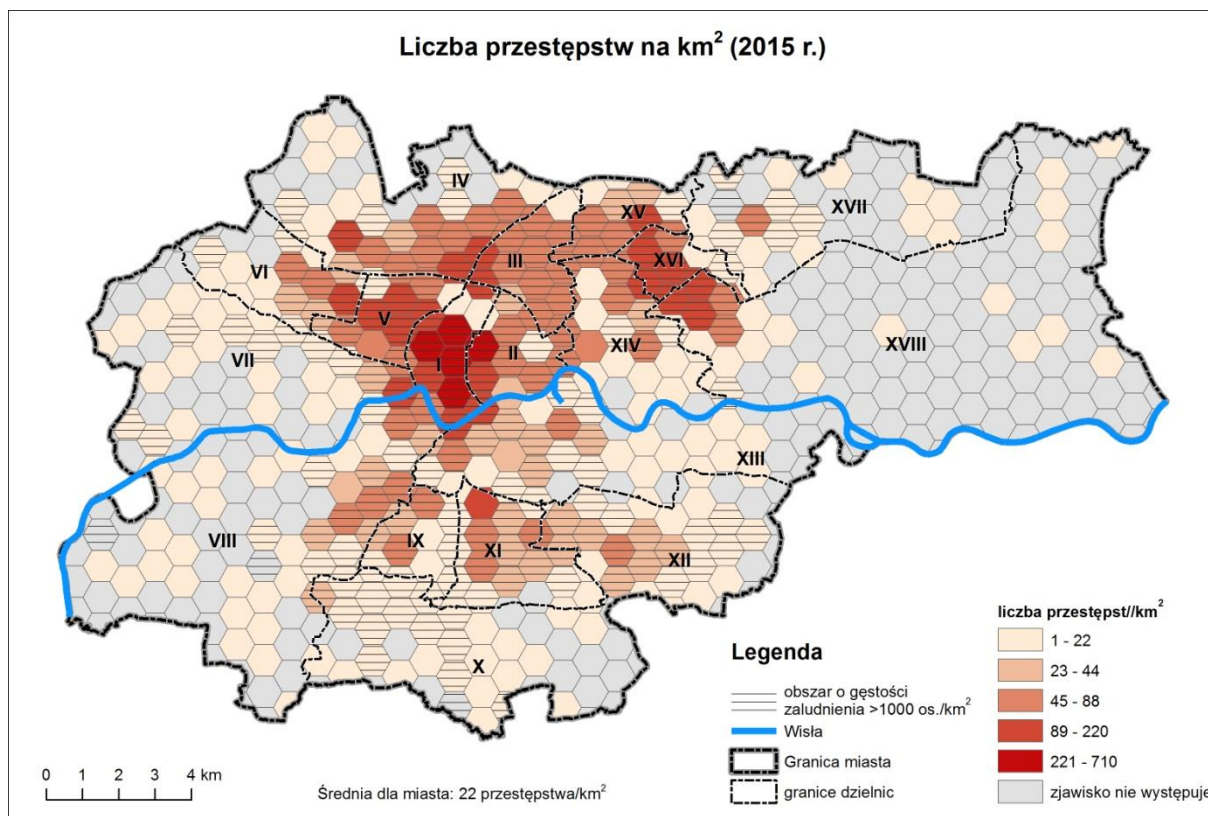 Liczba przestępstw na km² (2015 r.)
IV
XVII
XV
III
XVI
VI
V
II
XIV
XVIII
VII
I
XIII
VIII
IX
XI
XII
X
Legenda
obszar o gęstości
zaludnienia >1000 os./km²
Wisła
Granica miasta
granice dzielnic
liczba przestępst//km²
1 - 22
23 - 44
45 - 88
89 - 220
221 - 710
zjawisko nie występuje
0 1 2 3 4 km
Średnia dla miasta: 22 przestępstwa/km²